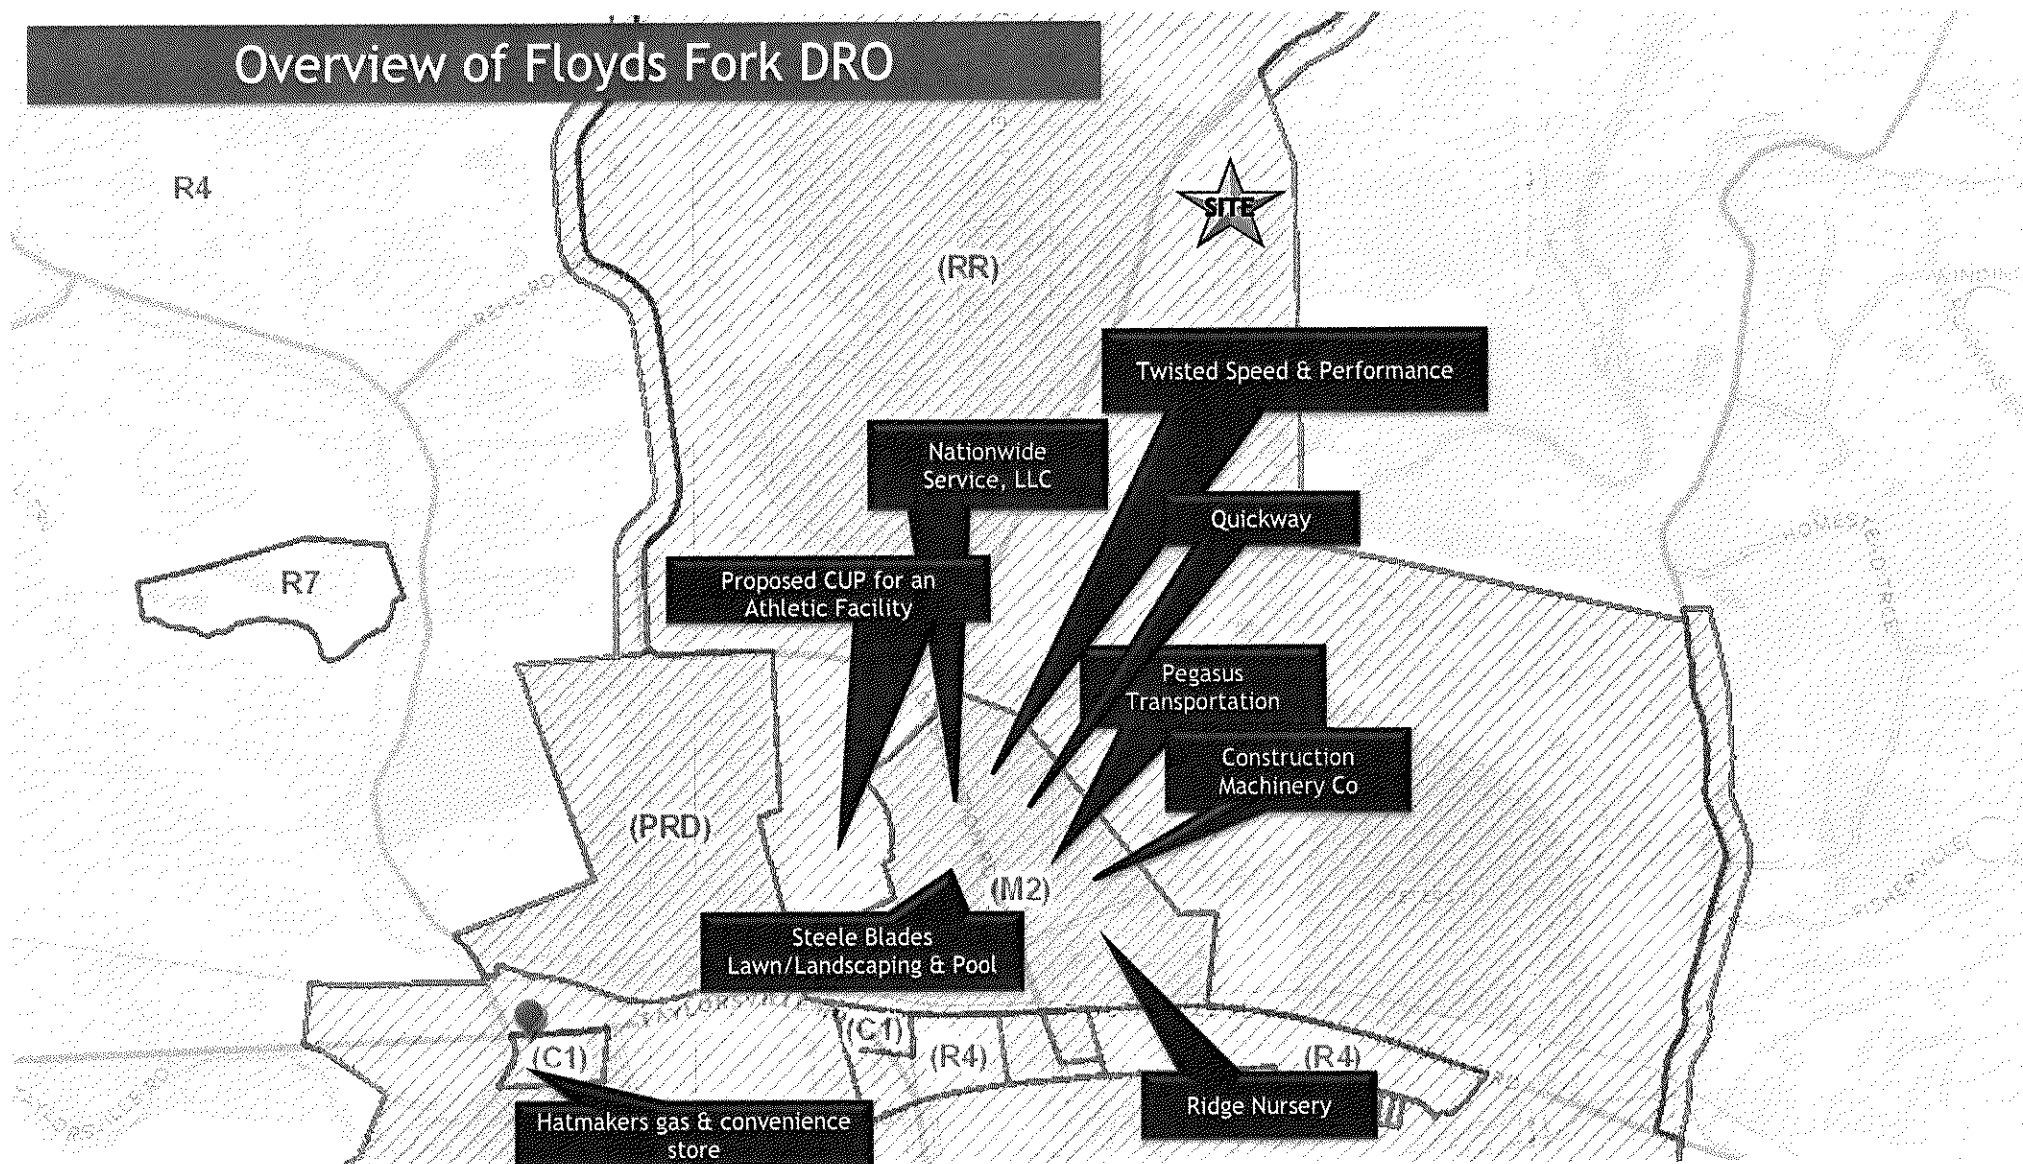 Overview of Floyds Fork DRO
R4
SITE
(RR)
Twisted Speed & Performance
Nationwide
Service, LLC
Quickway
Proposed CUP for an
Athletic Facility
R7
Pegasus
Transportation
Construction
Machinery Co
(PRD)
(M2)
Steele Blades
Lawn/Landscaping & Pool
(C1)
(C1)
(R4)
(R4)
RD
Ridge Nursery
Hatmakers gas & convenience
store